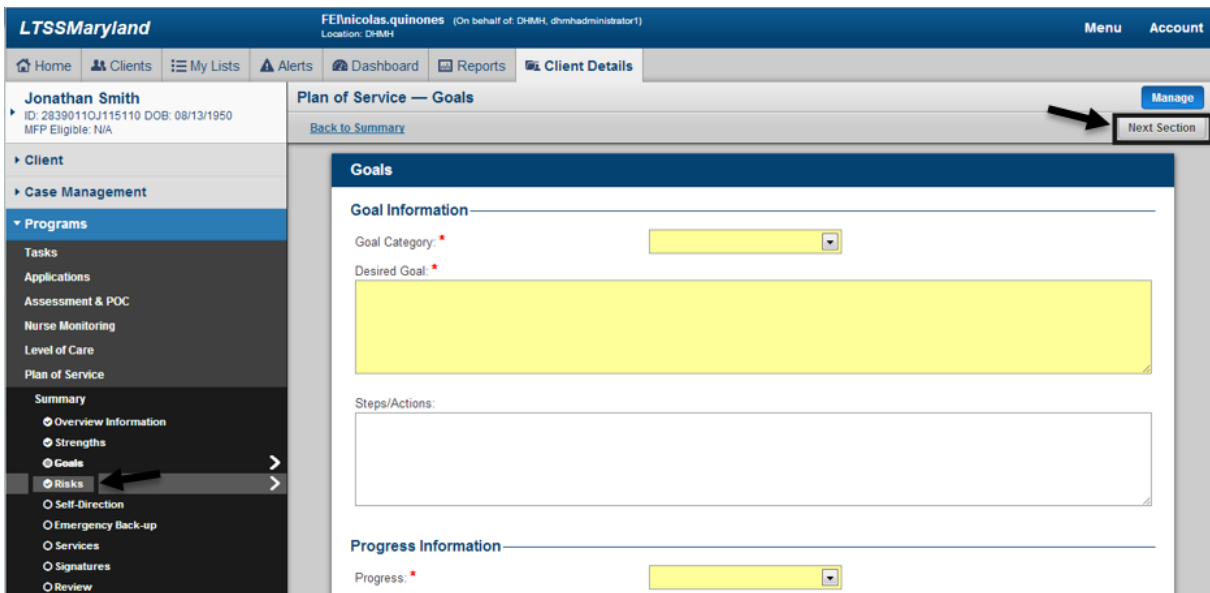 LTSSMaryland
FEI\nicolas.quinones (On behalf of: DHMH, dhmhadministrator1)
Location: DHMH
Menu Account
Home Clients My Lists Alerts Dashboard Reports Client Details
Jonathan Smith
ID: 2839011OJ115110 DOB: 08/13/1950
MFP Eligible: N/A
Client
Case Management
Programs
Tasks
Applications
Assessment & POC
Nurse Monitoring
Level of Care
Plan of Service
Summary
Overview Information
Strengths
Goals
Risks
Self-Direction
Emergency Back-up
Services
Signatures
Review
Plan of Service — Goals
Manage
Back to Summary
Next Section
Goals
Goal Information
Goal Category: *
Desired Goal: *
Steps/Actions:
Progress Information
Progress: *